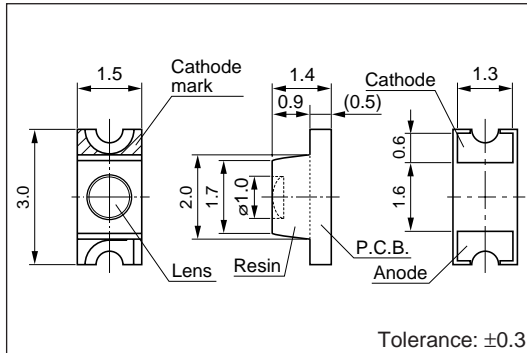 1.5
Cathode
mark
3.0
Lens
1.4
0.9
(0.5)
2.0
1.7
ø1.0
Resin
P.C.B.
Cathode
1.3
0.6
1.6
Anode
Tolerance: ±0.3